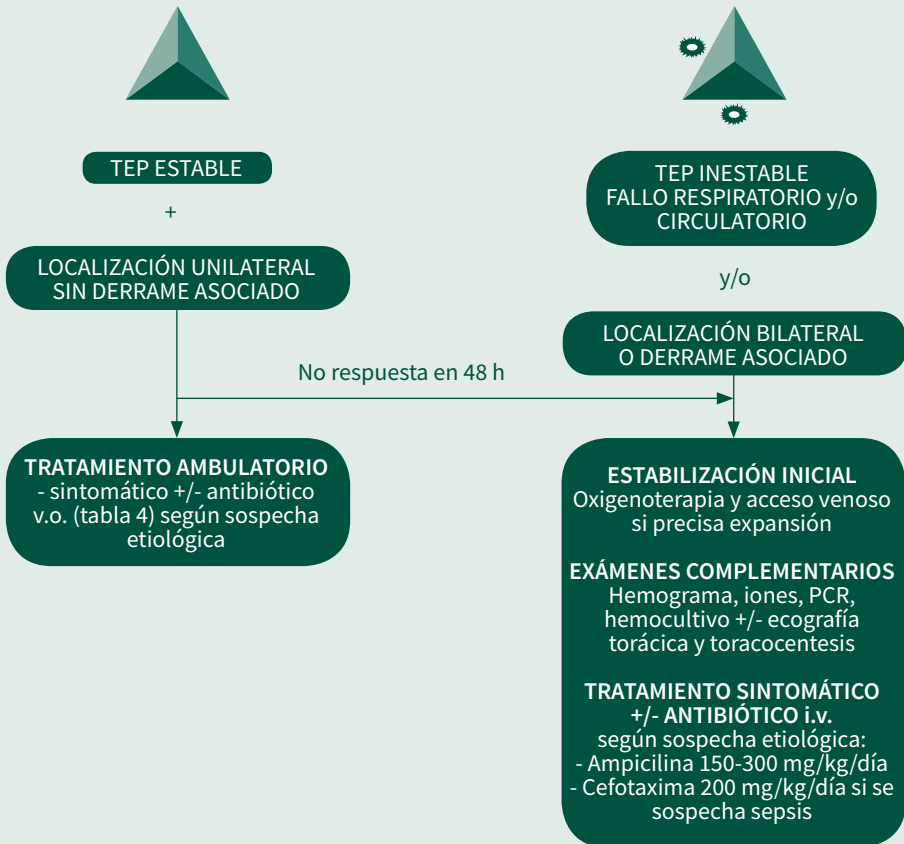 TEP ESTABLE
+
LOCALIZACIÓN UNILATERAL
SIN DERRAME ASOCIADO
TEP INESTABLE
FALLO RESPIRATORIO y/o
CIRCULATORIO
y/o
LOCALIZACIÓN BILATERAL
O DERRAME ASOCIADO
No respuesta en 48 h
TRATAMIENTO AMBULATORIO
- sintomático +/- antibiótico
v.o. (tabla 4) según sospecha
etiológica
ESTABILIZACIÓN INICIAL
Oxigenoterapia y acceso venoso
si precisa expansión
EXÁMENES COMPLEMENTARIOS
Hemograma, iones, PCR,
hemocultivo +/- ecografía
torácica y toracocentesis
TRATAMIENTO SINTOMÁTICO
+/- ANTIBIÓTICO i.v.
según sospecha etiológica:
- Ampicilina 150-300 mg/kg/día
- Cefotaxima 200 mg/kg/día si se
sospecha sepsis